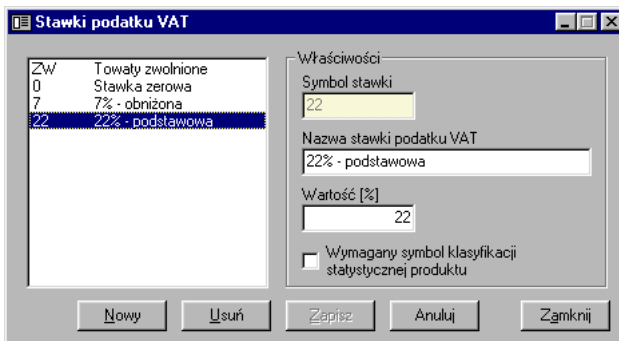 Stawki podatku VAT
ZW Towały zwolnione
0 Stawka zerowa
7 7% - obniżona
22 22% - podstawowa
Właściwości
Symbol stawki
22
Nazwa stawki podatku VAT
22% - podstawowa
Wartość [%]
22
Wymagany symbol klasyfikacji
statystycznej produktu
Nowy Usuń Zapisz Anuluj Zamknij